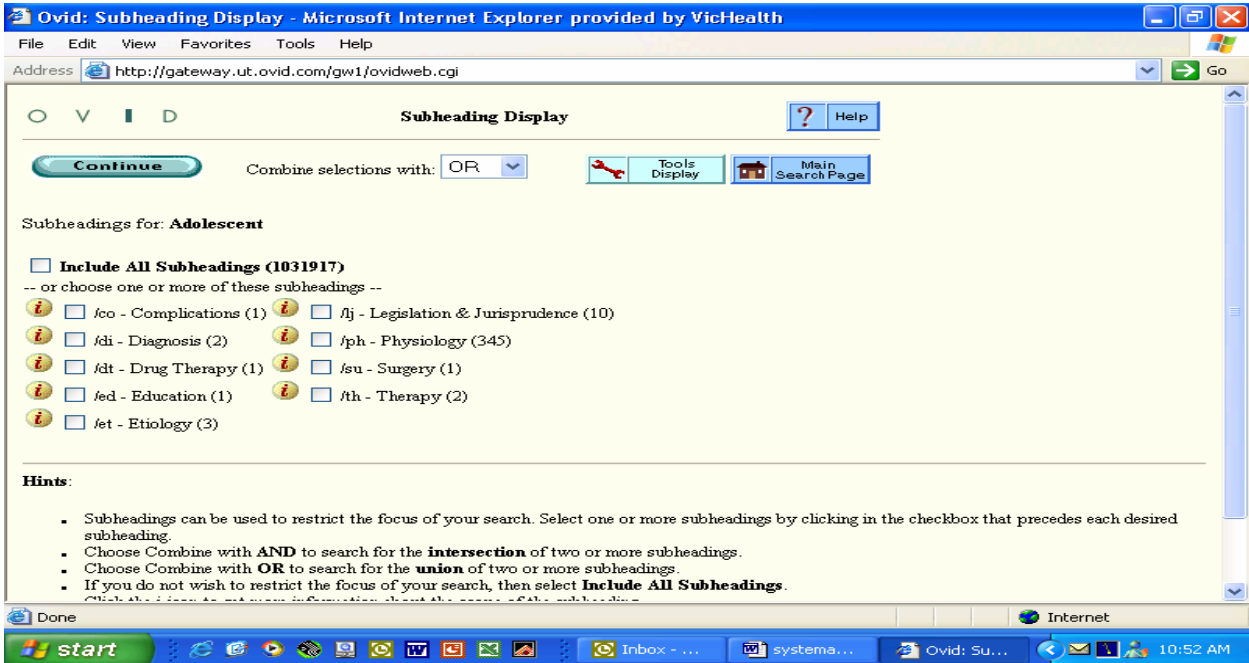 Ovid: Subheading Display - Microsoft Internet Explorer provided by VicHealth
File Edit View Favorites Tools Help
Address http://gateway.ut.ovid.com/gw1/ovidweb.cgi Go
O V I D Subheading Display ? Help
Continue Combine selections with: OR Tools Display Main Search Page
Subheadings for: Adolescent
Include All Subheadings (1031917)
-- or choose one or more of these subheadings --
/co - Complications (1) /lj - Legislation & Jurisprudence (10)
/di - Diagnosis (2) /ph - Physiology (345)
/dt - Drug Therapy (1) /su - Surgery (1)
/ed - Education (1) /th - Therapy (2)
/et - Etiology (3)
Hints:
Subheadings can be used to restrict the focus of your search. Select one or more subheadings by clicking in the checkbox that precedes each desired
subheading.
Choose Combine with AND to search for the intersection of two or more subheadings.
Choose Combine with OR to search for the union of two or more subheadings.
If you do not wish to restrict the focus of your search, then select Include All Subheadings.
Done Internet
start Inbox - ... systema... Ovid: Su... 10:52 AM